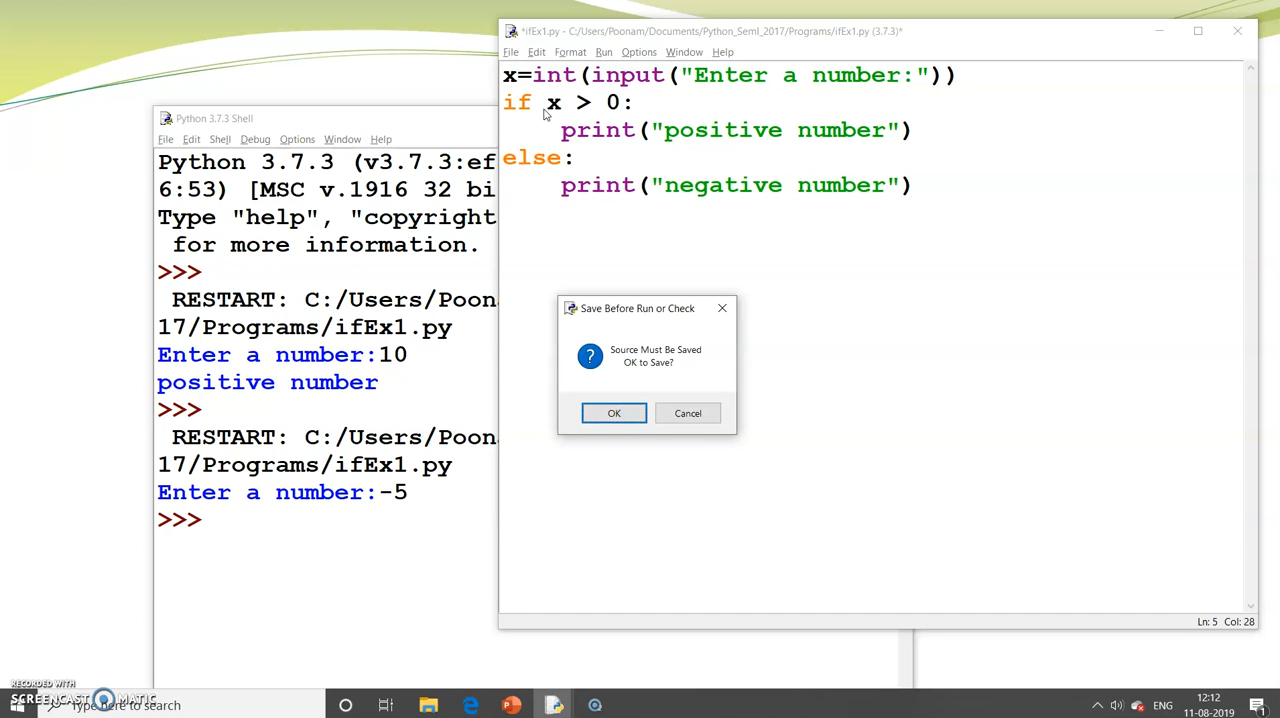 *ifEx1.py - C:/Users/Poonam/Documents/Python_SemI_2017/Programs/ifEx1.py (3.7.3)*
File Edit Format Run Options Window Help
x=int(input("Enter a number:"))
if x > 0:
    print("positive number")
else:
    print("negative number")
Ln: 5 Col: 28
Python 3.7.3 Shell
File Edit Shell Debug Options Window Help
Python 3.7.3 (v3.7.3:ef
6:53) [MSC v.1916 32 bi
Type "help", "copyright
for more information.
>>>
RESTART: C:/Users/Poona
17/Programs/ifEx1.py
Enter a number:10
positive number
>>>
RESTART: C:/Users/Poona
17/Programs/ifEx1.py
Enter a number:-5
>>>
Save Before Run or Check
Source Must Be Saved
OK to Save?
OK Cancel
RECORDED WITH
SCREENCAST MATIC
Type here to search
ENG
12:12
11-08-2019
1